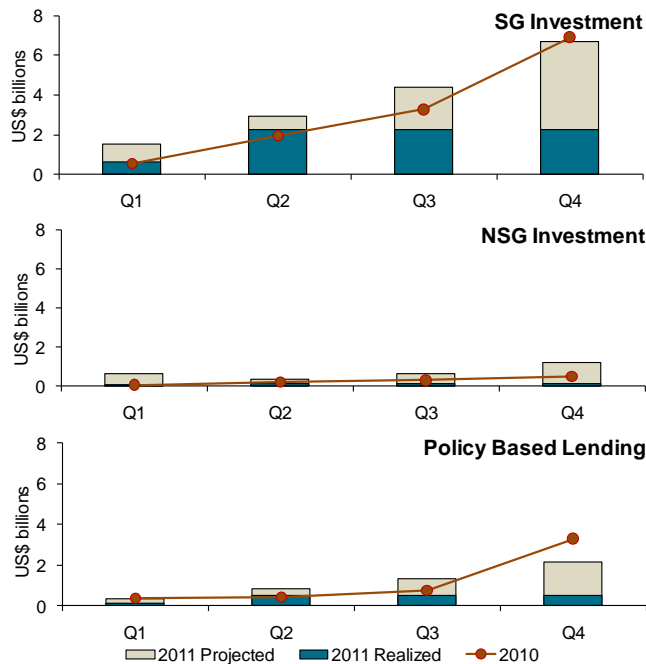 SG Investment
US$ billions
8
6
4
2
0
Q1 Q2 Q3 Q4
NSG Investment
US$ billions
8
6
4
2
0
Q1 Q2 Q3 Q4
Policy Based Lending
US$ billions
8
6
4
2
0
Q1 Q2 Q3 Q4
2011 Projected 2011 Realized 2010